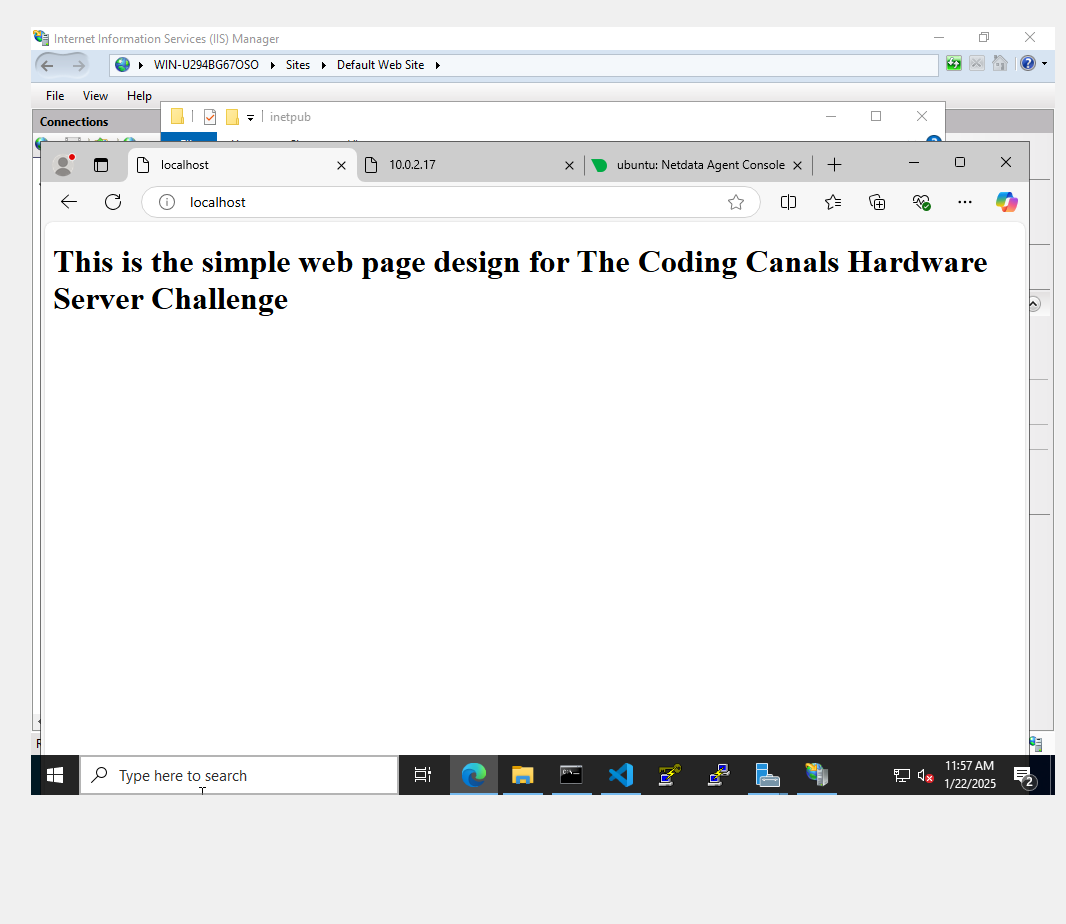 Internet Information Services (IIS) Manager
WIN-U294BG67OSO Sites Default Web Site
File View Help
Connections
inetpub
localhost 10.0.2.17 ubuntu: Netdata Agent Console
localhost
This is the simple web page design for The Coding Canals Hardware
Server Challenge
Type here to search
11:57 AM
1/22/2025
2